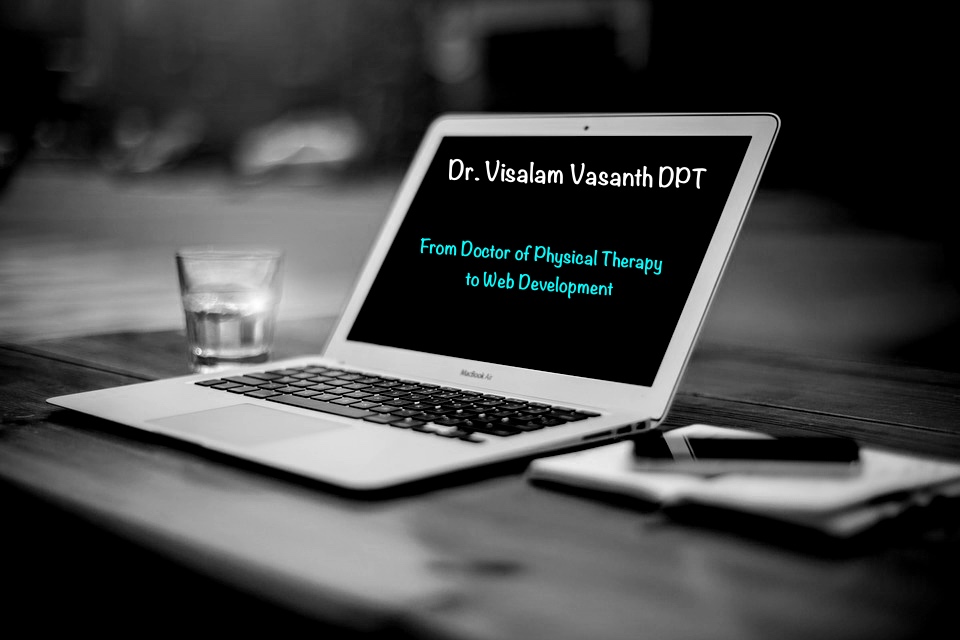 Dr. Visalam Vasanth DPT
From Doctor of Physical Therapy
to Web Development
MacBook Air